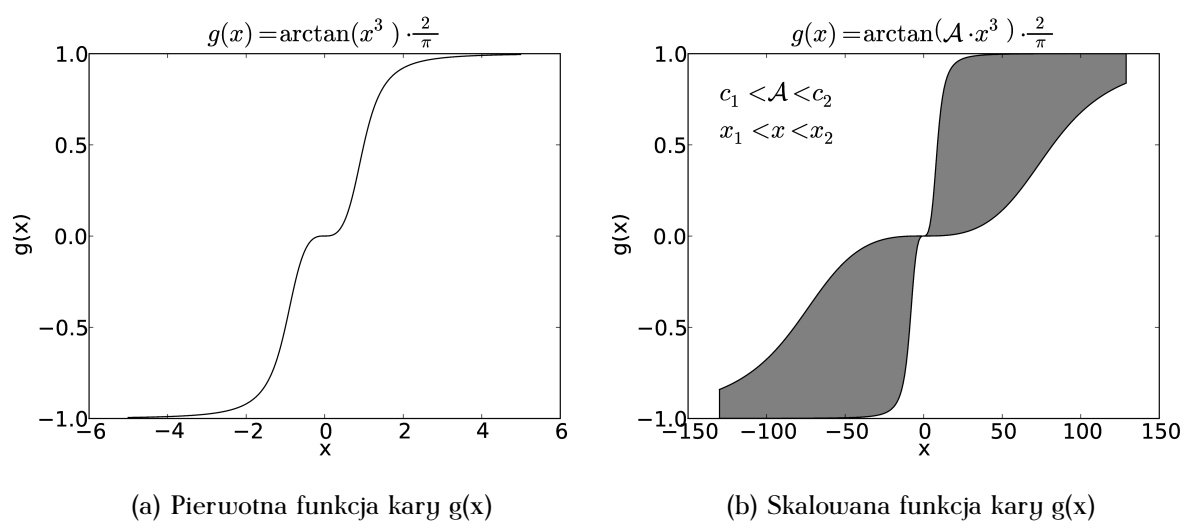 g(x)=arctan(x³)·2/π
1.0
0.5
0.0
−0.5
−1.0
g(x)
−6 −4 −2 0 2 4 6
x
(a) Pierwotna funkcja kary g(x)
g(x)=arctan(𝒜·x³)·2/π
c₁<𝒜<c₂
x₁<x<x₂
1.0
0.5
0.0
−0.5
−1.0
g(x)
−150 −100 −50 0 50 100 150
x
(b) Skalowana funkcja kary g(x)